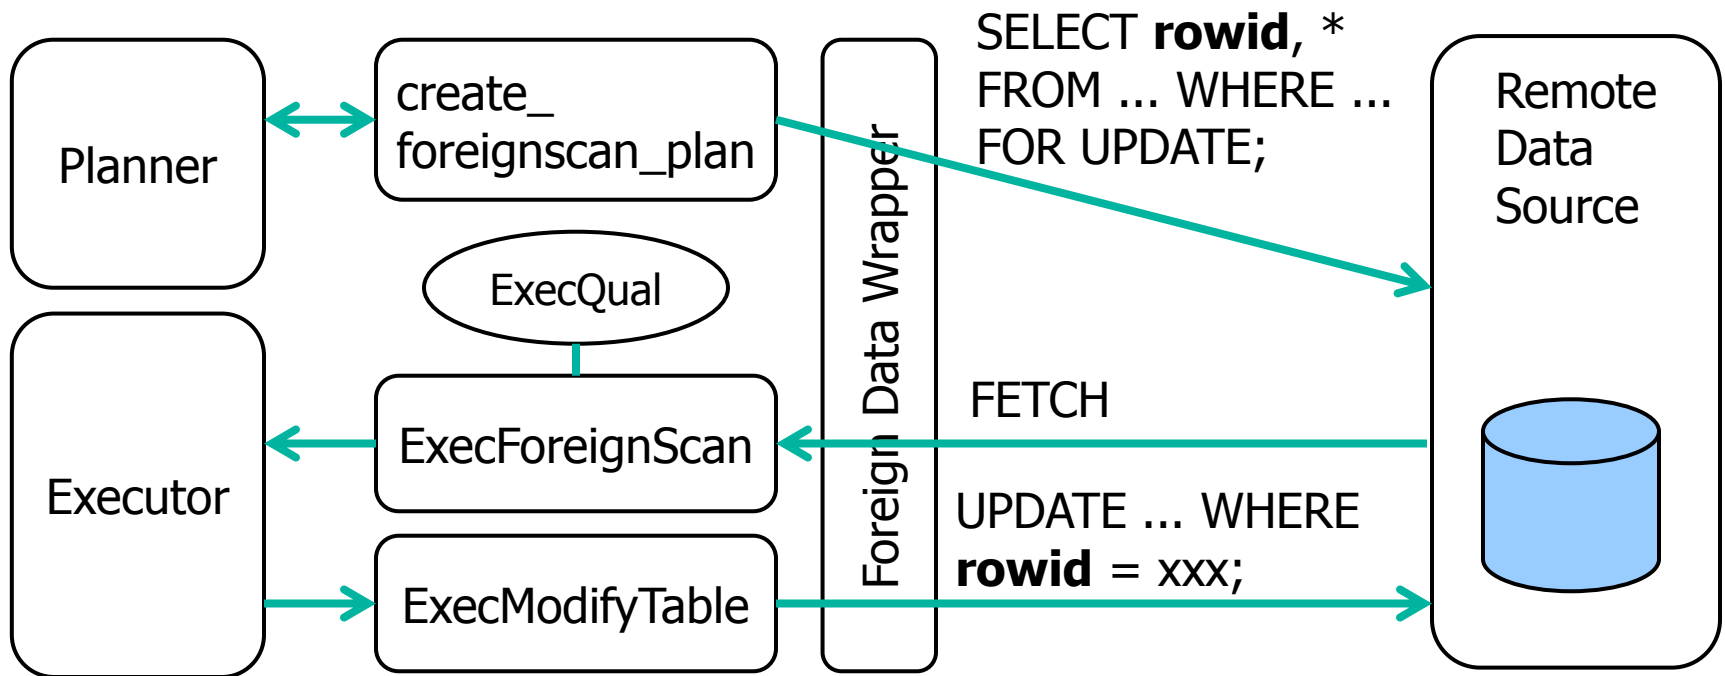 Planner
create_
foreignscan_plan
ExecQual
Executor
ExecForeignScan
ExecModifyTable
Foreign Data Wrapper
SELECT rowid, *
FROM ... WHERE ...
FOR UPDATE;
FETCH
UPDATE ... WHERE
rowid = xxx;
Remote
Data
Source